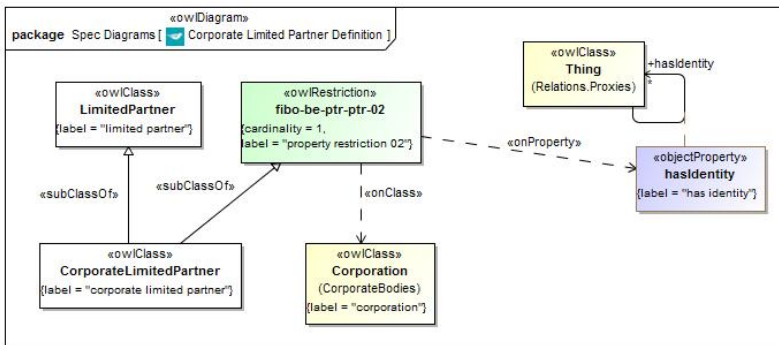 «owlDiagram»
package Spec Diagrams [ Corporate Limited Partner Definition ]
«owlClass»
Thing
(Relations.Proxies)
+hasIdentity
*
«owlClass»
LimitedPartner
{label = "limited partner"}
«owlRestriction»
fibo-be-ptr-ptr-02
{cardinality = 1,
label = "property restriction 02"}
«onProperty»
«objectProperty»
hasIdentity
{label = "has identity"}
«subClassOf»
«subClassOf»
«onClass»
«owlClass»
CorporateLimitedPartner
{label = "corporate limited partner"}
«owlClass»
Corporation
(CorporateBodies)
{label = "corporation"}